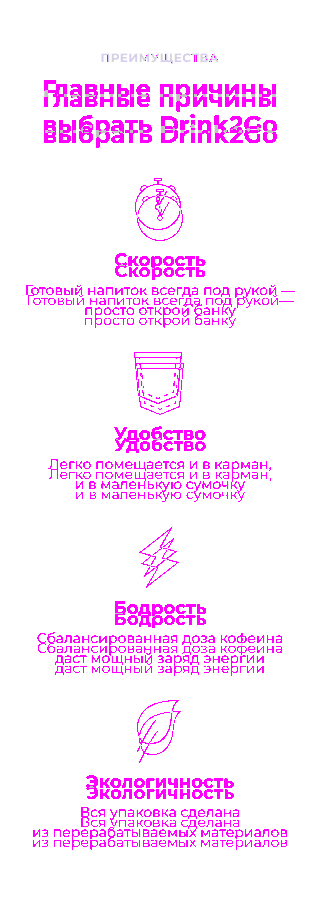 ПРЕИМУЩЕСТВА
Главные причины
выбрать Drink2Go
Скорость
Готовый напиток всегда под рукой —
просто открой банку
Удобство
Легко помещается и в карман,
и в маленькую сумочку
Бодрость
Сбалансированная доза кофеина
даст мощный заряд энергии
Экологичность
Вся упаковка сделана
из перерабатываемых материалов